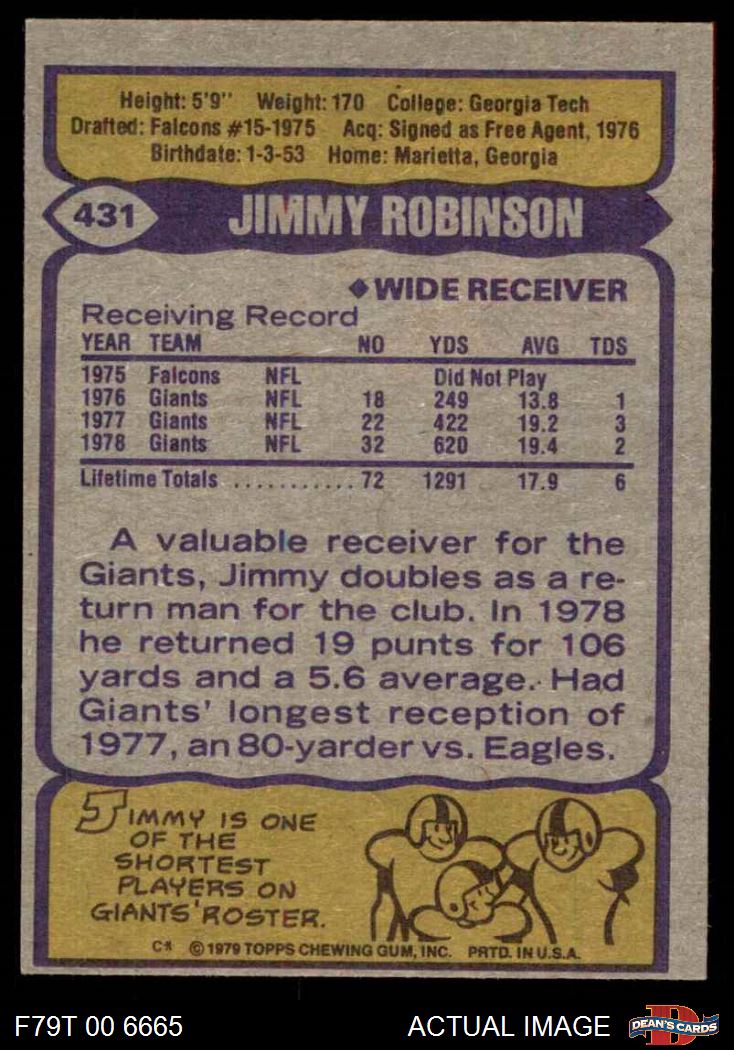 Height: 5'9" Weight: 170 College: Georgia Tech
Drafted: Falcons #15-1975 Acq: Signed as Free Agent, 1976
Birthdate: 1-3-53 Home: Marietta, Georgia
431 JIMMY ROBINSON
◆WIDE RECEIVER
Receiving Record
YEAR TEAM NO YDS AVG TDS
1975 Falcons NFL Did Not Play
1976 Giants NFL 18 249 13.8 1
1977 Giants NFL 22 422 19.2 3
1978 Giants NFL 32 620 19.4 2
Lifetime Totals ........... 72 1291 17.9 6
A valuable receiver for the
Giants, Jimmy doubles as a re-
turn man for the club. In 1978
he returned 19 punts for 106
yards and a 5.6 average. Had
Giants' longest reception of
1977, an 80-yarder vs. Eagles.
JIMMY IS ONE
OF THE
SHORTEST
PLAYERS ON
GIANTS' ROSTER.
C* © 1979 TOPPS CHEWING GUM, INC. PRTD. IN U.S.A.
F79T 00 6665 ACTUAL IMAGE D DEAN'S CARDS